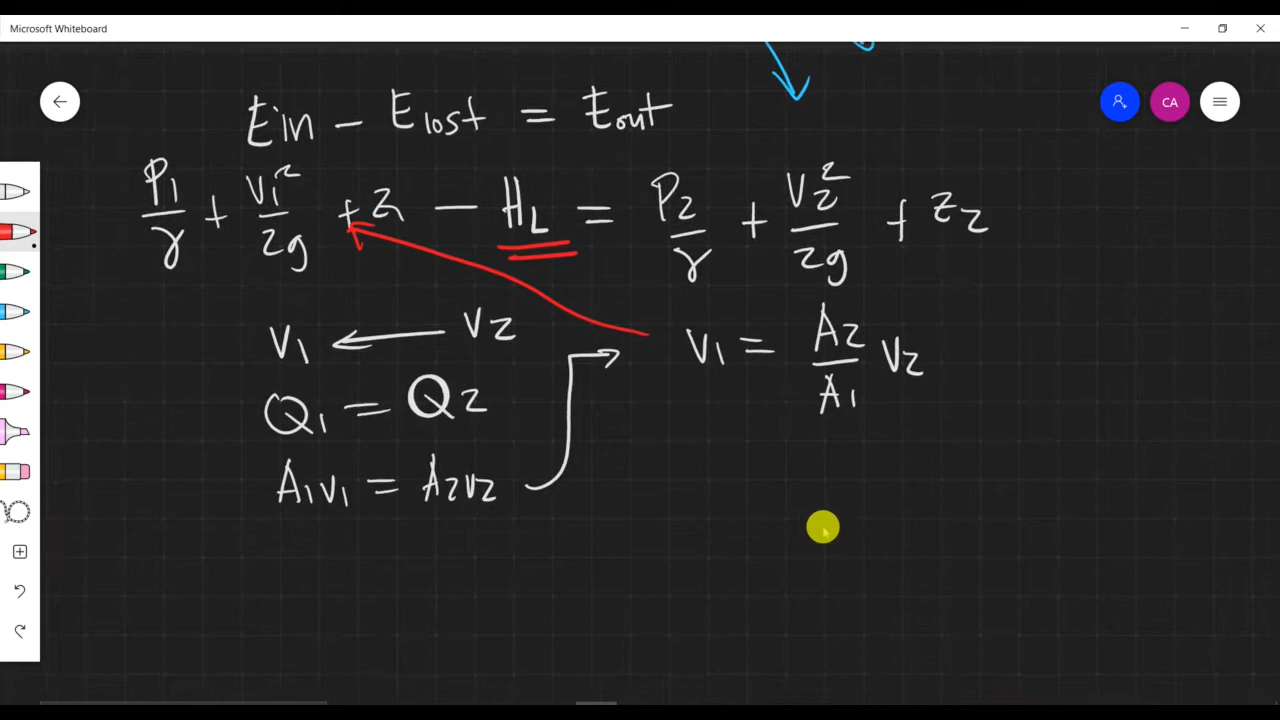 Microsoft Whiteboard
CA
Ein - Elost = Eout
P1/γ + V1²/2g + Z1 - HL = P2/γ + V2²/2g + Z2
V1 ← V2
V1 = A2/A1 V2
Q1 = Q2
A1V1 = A2V2